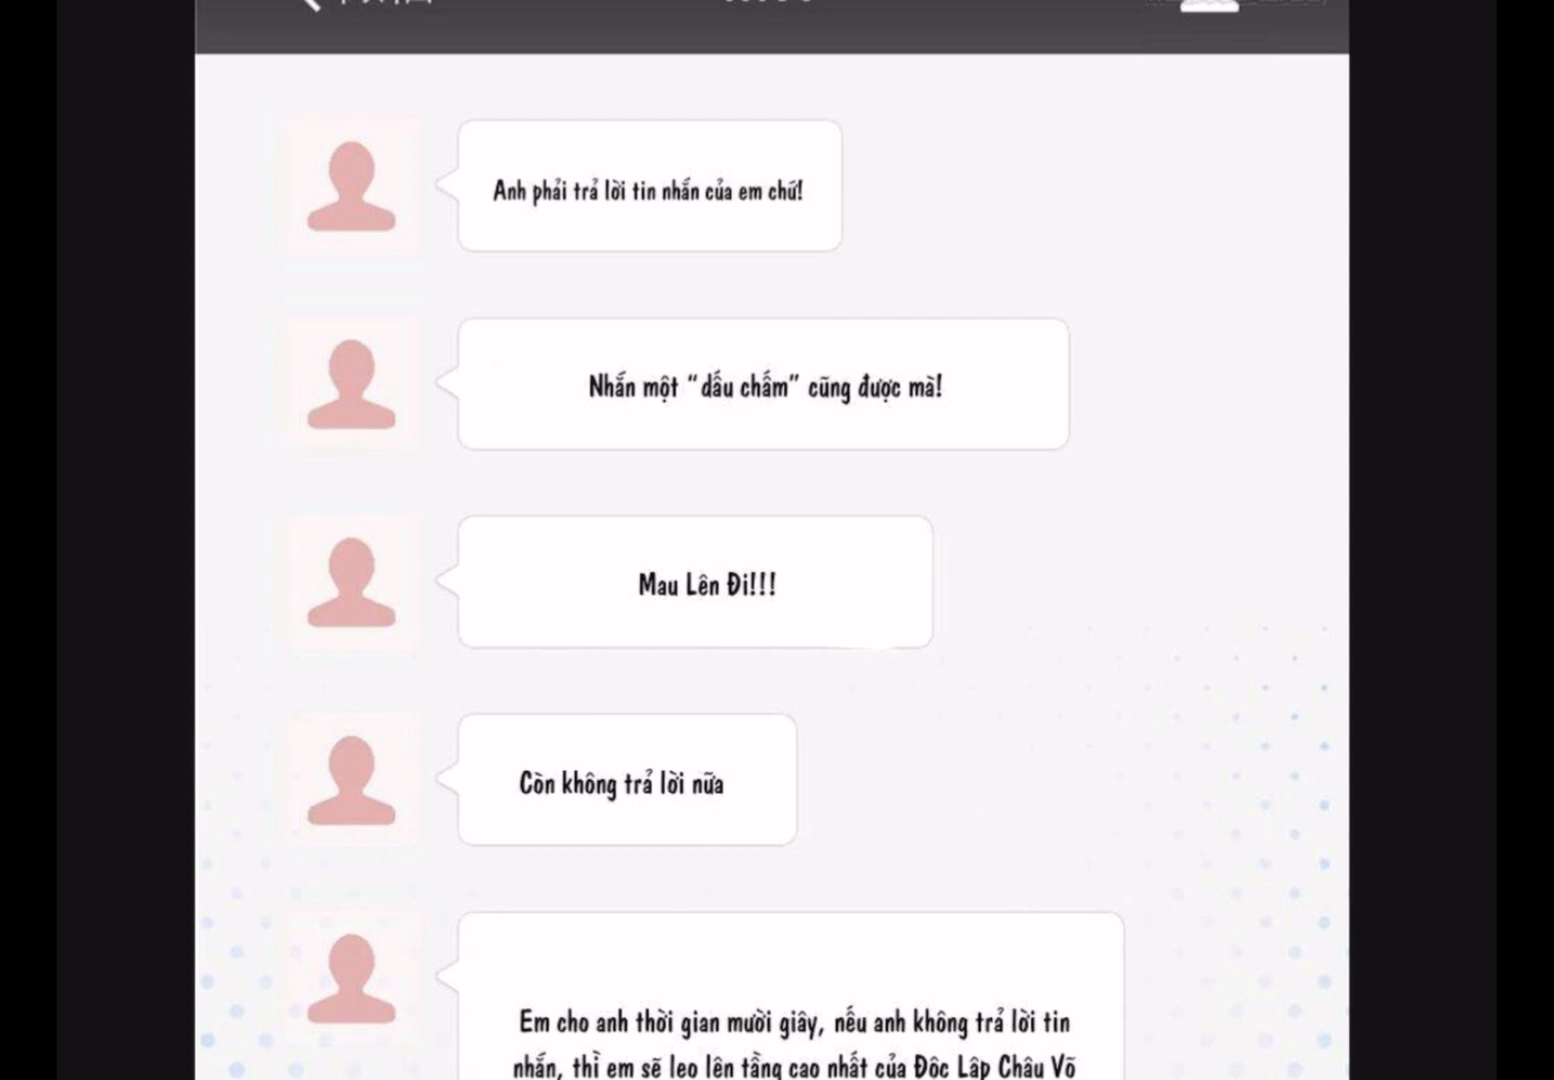 Anh phải trả lời tin nhắn của em chứ!
Nhắn một “dấu chấm” cũng được mà!
Mau Lên Đi!!!
Còn không trả lời nữa
Em cho anh thời gian mười giây, nếu anh không trả lời tin
nhắn, thì em sẽ leo lên tầng cao nhất của Độc Lập Châu Võ